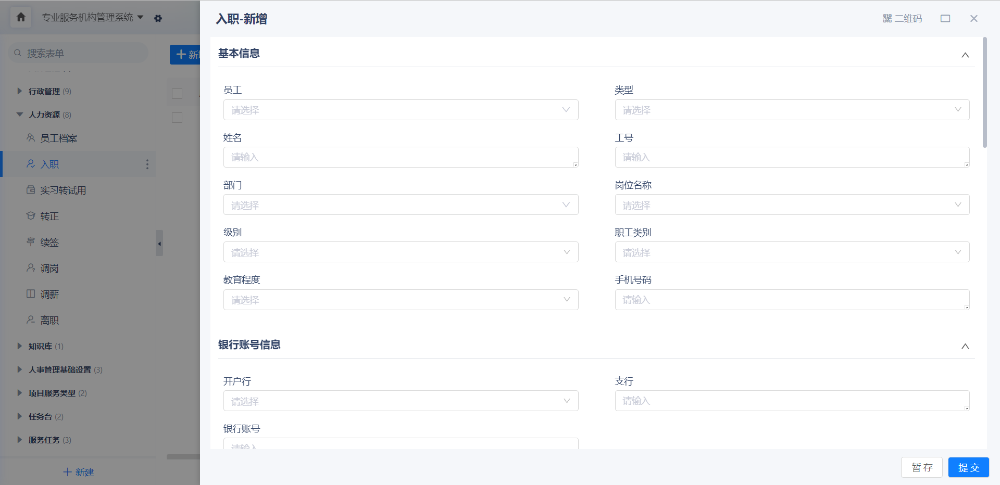 专业服务机构管理系统
搜索表单
行政管理 (9)
人力资源 (8)
员工档案
入职
实习转试用
转正
续签
调岗
调薪
离职
知识库 (1)
人事管理基础设置 (3)
项目服务类型 (2)
任务台 (2)
服务任务 (3)
新建
入职-新增
二维码
基本信息
员工
请选择
类型
请选择
姓名
请输入
工号
请输入
部门
请选择
岗位名称
请选择
级别
请选择
职工类别
请选择
教育程度
请选择
手机号码
请输入
银行账号信息
开户行
请选择
支行
请输入
银行账号
请输入
暂存
提交